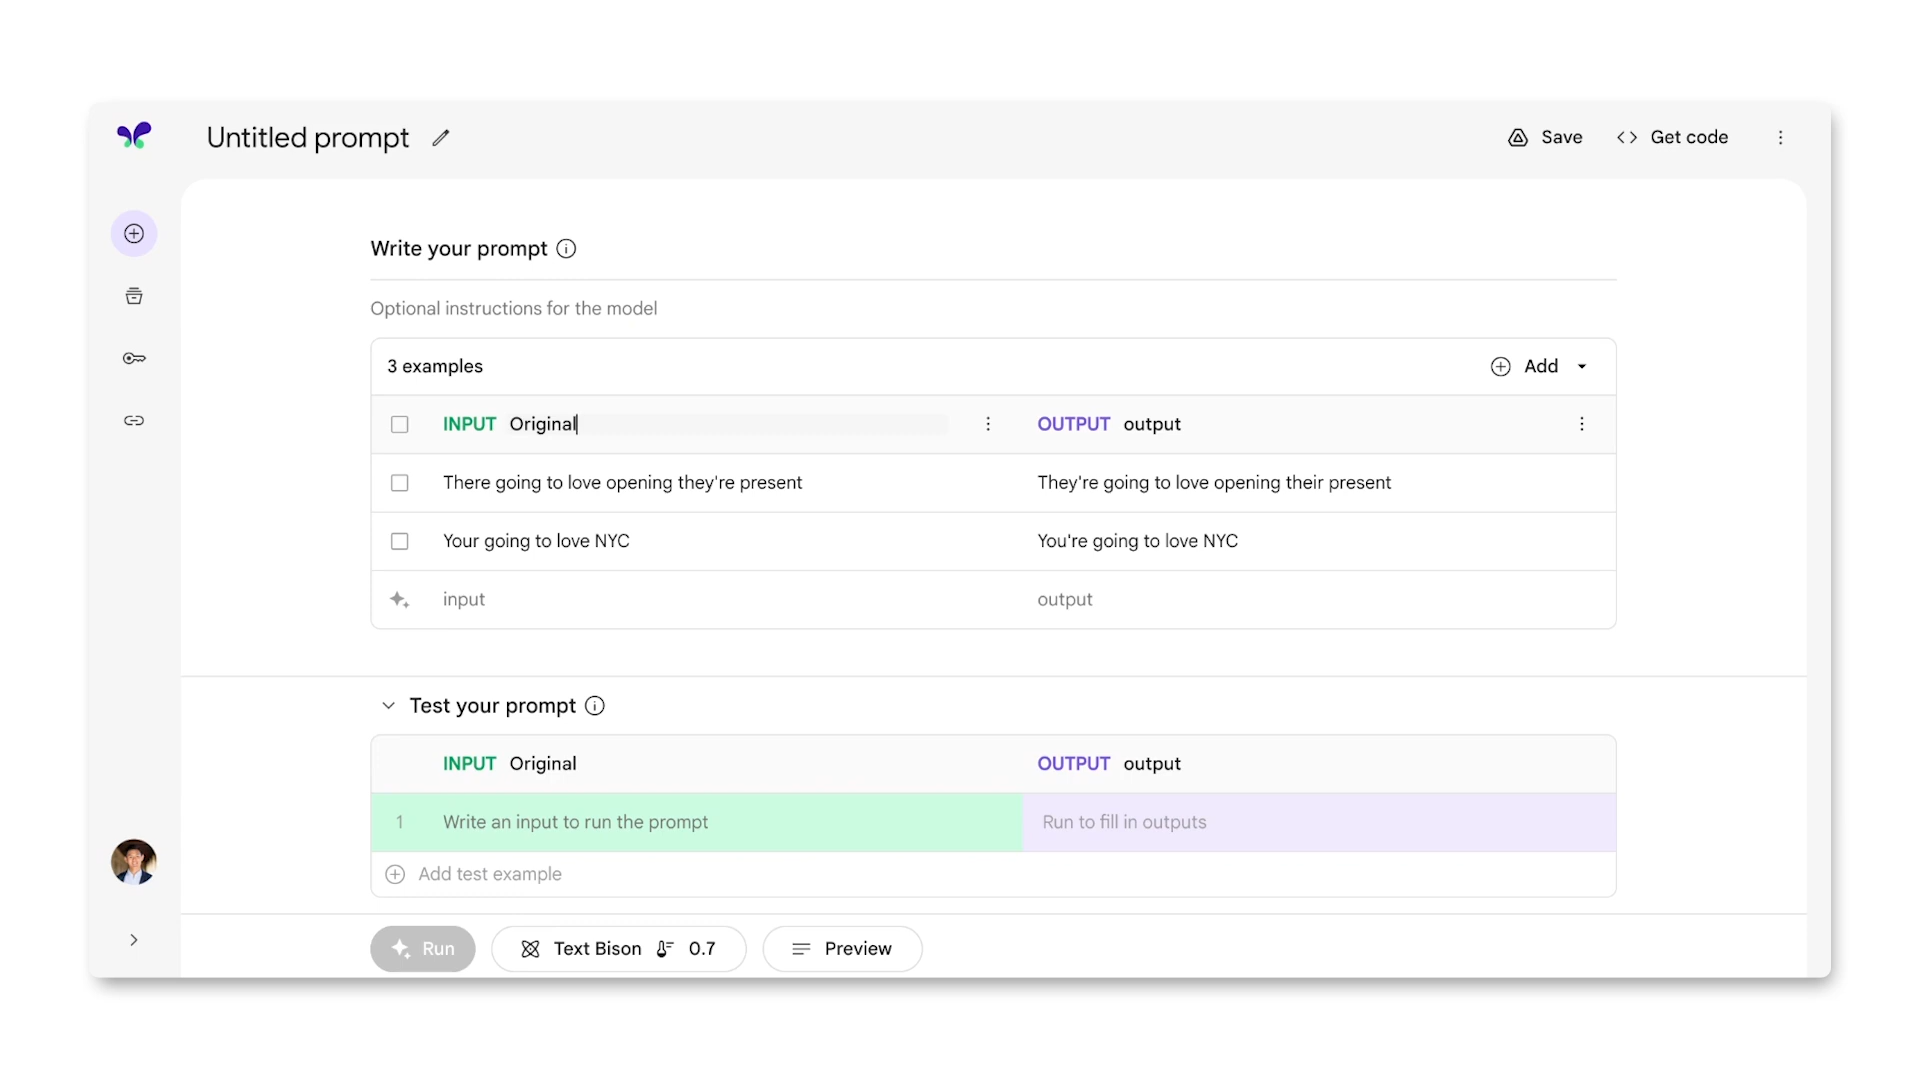 Untitled prompt
Save
Get code
Write your prompt
Optional instructions for the model
3 examples
Add
INPUT Original
OUTPUT output
There going to love opening they're present
They're going to love opening their present
Your going to love NYC
You're going to love NYC
input
output
Test your prompt
INPUT Original
OUTPUT output
1 Write an input to run the prompt
Run to fill in outputs
Add test example
Run
Text Bison 0.7
Preview